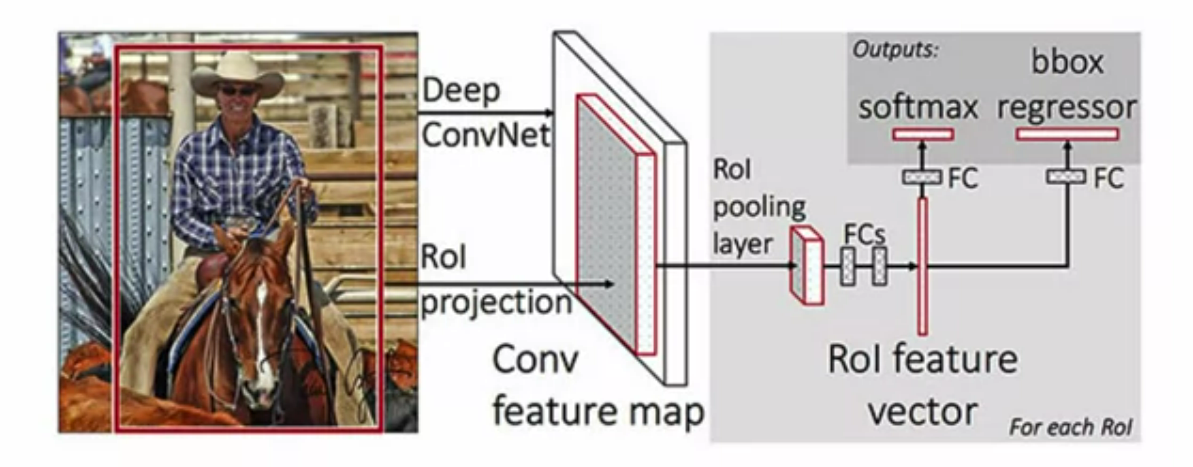 Deep
ConvNet
RoI
projection
Conv
feature map
RoI
pooling
layer
FCs
Outputs:
softmax
bbox
regressor
FC
FC
RoI feature
vector
For each RoI